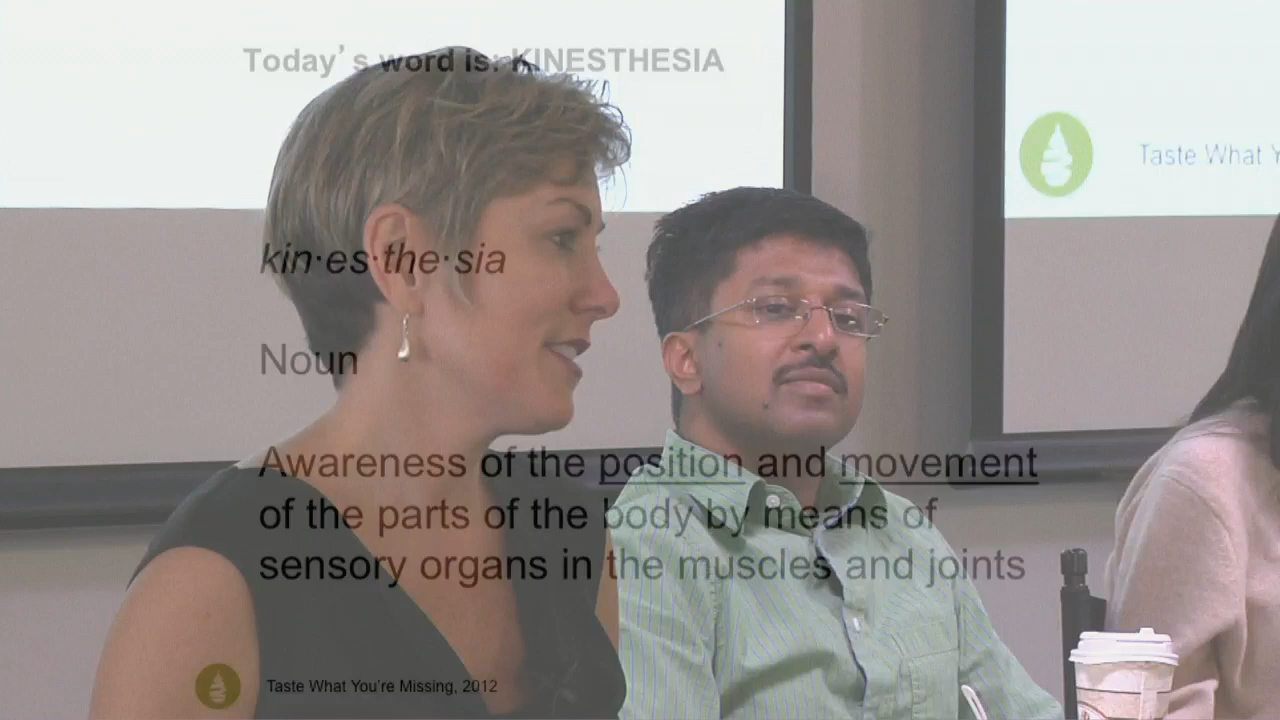 Today's word is: KINESTHESIA
Taste What Y
kin·es·the·sia
Noun
Awareness of the position and movement
of the parts of the body by means of
sensory organs in the muscles and joints
Taste What You're Missing, 2012